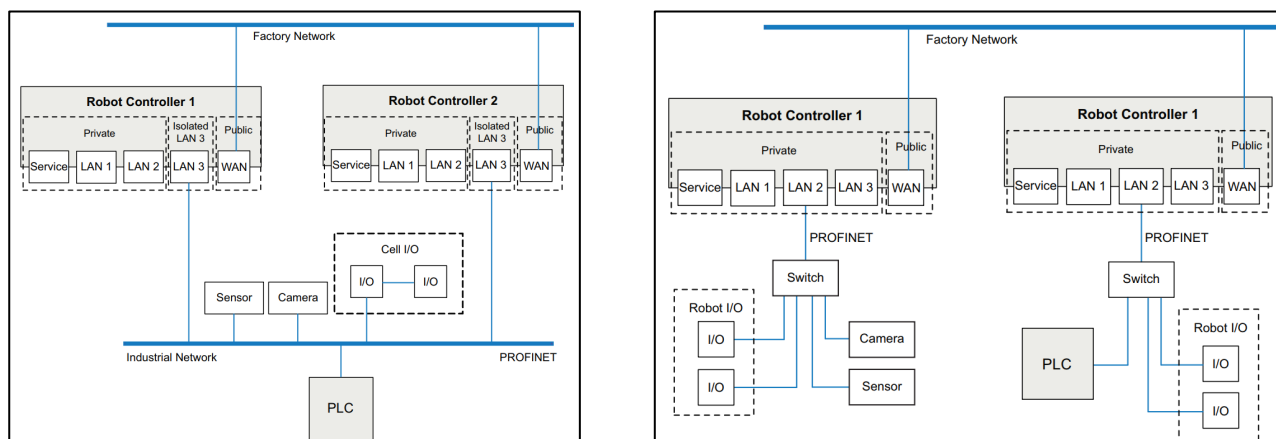 Factory Network
Robot Controller 1
Private
Isolated
LAN 3
Public
Service
LAN 1
LAN 2
LAN 3
WAN
Robot Controller 2
Private
Isolated
LAN 3
Public
Service
LAN 1
LAN 2
LAN 3
WAN
Cell I/O
I/O
I/O
Sensor
Camera
Industrial Network
PROFINET
PLC
Factory Network
Robot Controller 1
Private
Public
Service
LAN 1
LAN 2
LAN 3
WAN
PROFINET
Switch
Robot I/O
I/O
I/O
Camera
Sensor
Robot Controller 1
Private
Public
Service
LAN 1
LAN 2
LAN 3
WAN
PROFINET
Switch
PLC
Robot I/O
I/O
I/O